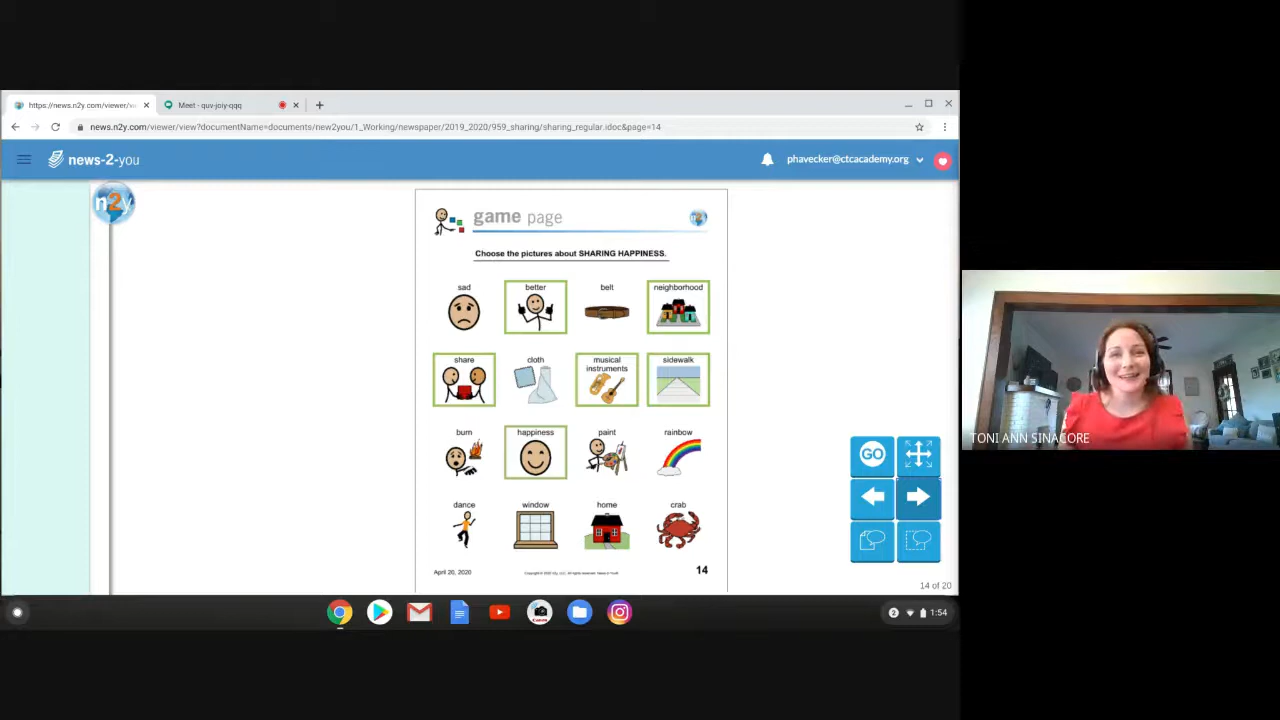 https://news.n2y.com/viewer/vi
Meet - quv-joiy-qqq
news.n2y.com/viewer/view?documentName=documents/new2you/1_Working/newspaper/2019_2020/959_sharing/sharing_regular.idoc&page=14
news-2-you
phavecker@ctcacademy.org
n2y
game page
Choose the pictures about SHARING HAPPINESS.
sad better belt neighborhood
share cloth musical instruments sidewalk
burn happiness paint rainbow
dance window home crab
April 20, 2020
14
GO
14 of 20
TONI ANN SINACORE
2
1:54